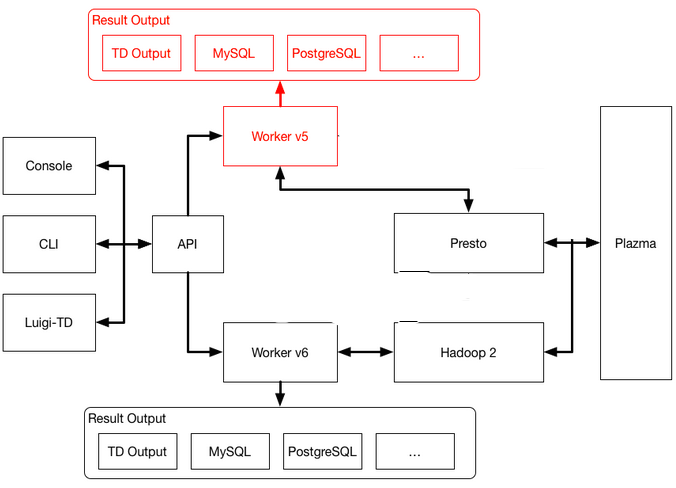 Result Output
TD Output MySQL PostgreSQL ...
Worker v5
Console
CLI API Presto Plazma
Luigi-TD
Worker v6 Hadoop 2
Result Output
TD Output MySQL PostgreSQL ...